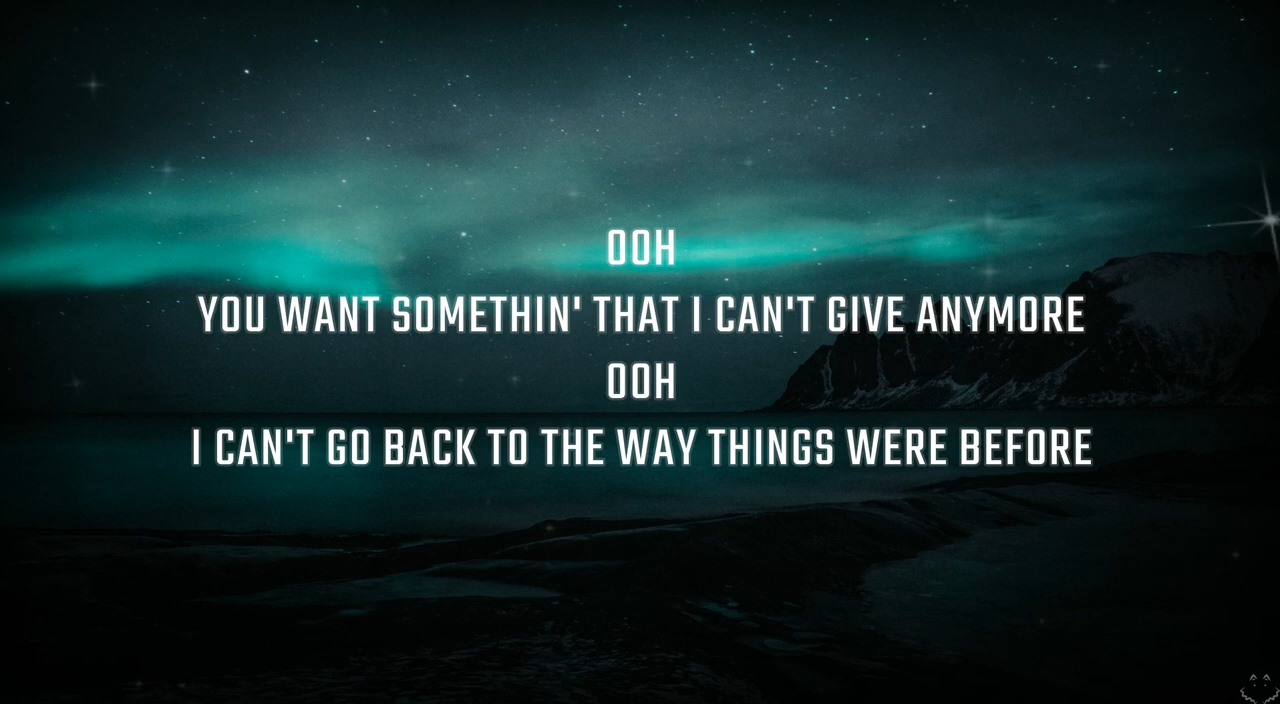 OOH
YOU WANT SOMETHIN' THAT I CAN'T GIVE ANYMORE
OOH
I CAN'T GO BACK TO THE WAY THINGS WERE BEFORE